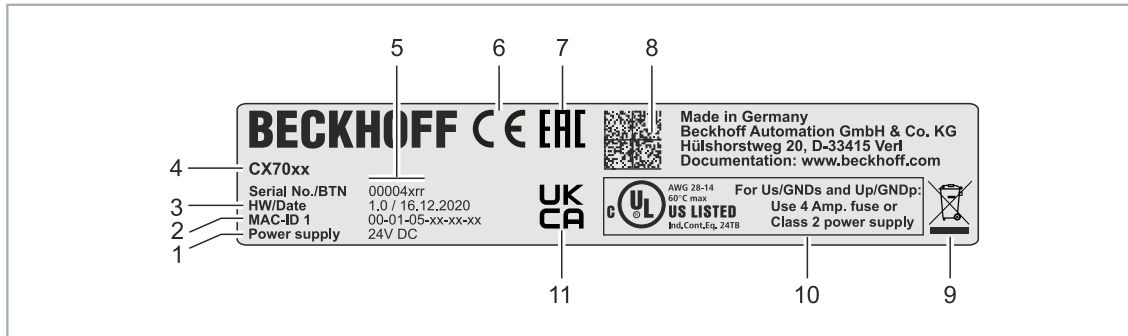 5 6 7 8
BECKHOFF CE EAC
Made in Germany
Beckhoff Automation GmbH & Co. KG
Hülshorstweg 20, D-33415 Verl
Documentation: www.beckhoff.com
4 CX70xx
Serial No./BTN 00004xrr
3 HW/Date 1.0 / 16.12.2020
2 MAC-ID 1 00-01-05-xx-xx-xx
1 Power supply 24V DC
UK
CA
C UL US LISTED
AWG 28-14
60°C max
Ind.Cont.Eq. 24TB
For Us/GNDs and Up/GNDp:
Use 4 Amp. fuse or
Class 2 power supply
11 10 9